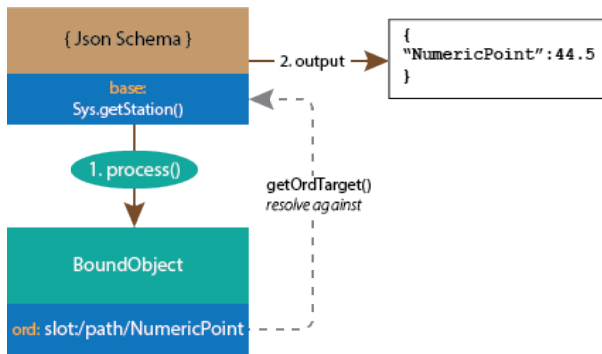 { Json Schema }
base:
Sys.getStation()
2. output
{
“NumericPoint”:44.5
}
1. process()
getOrdTarget()
resolve against
BoundObject
ord: slot:/path/NumericPoint